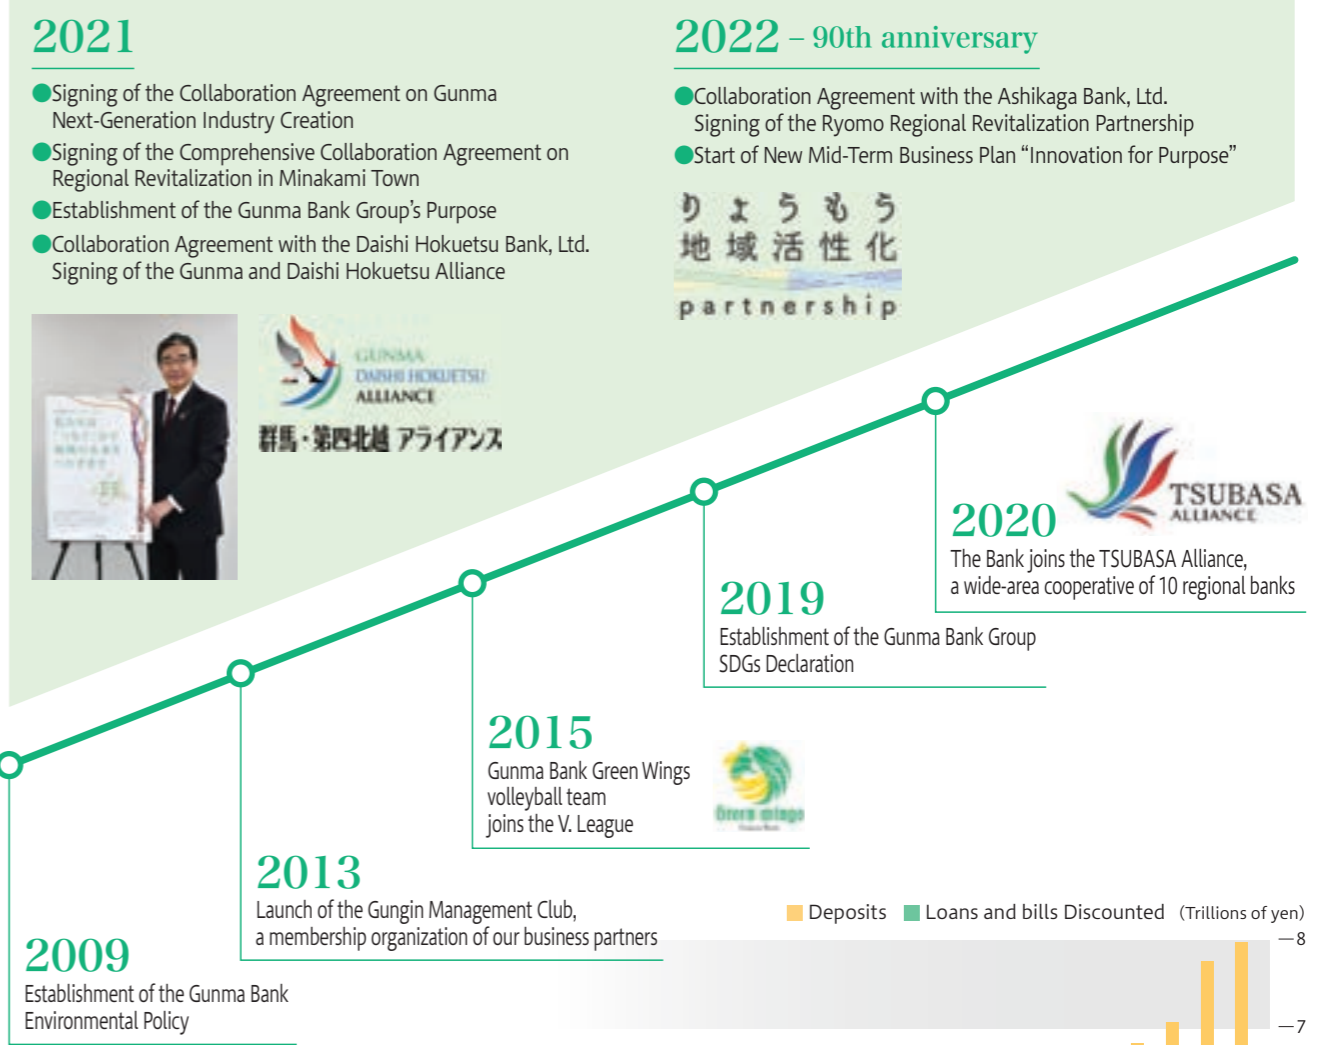 2021
●Signing of the Collaboration Agreement on Gunma
Next-Generation Industry Creation
●Signing of the Comprehensive Collaboration Agreement on
Regional Revitalization in Minakami Town
●Establishment of the Gunma Bank Group’s Purpose
●Collaboration Agreement with the Daishi Hokuetsu Bank, Ltd.
Signing of the Gunma and Daishi Hokuetsu Alliance
GUNMA
DAISHI HOKUETSU
ALLIANCE
群馬・第四北越 アライアンス
2022 – 90th anniversary
●Collaboration Agreement with the Ashikaga Bank, Ltd.
Signing of the Ryomo Regional Revitalization Partnership
●Start of New Mid-Term Business Plan “Innovation for Purpose”
りょうもう
地域活性化
partnership
TSUBASA
ALLIANCE
2020
The Bank joins the TSUBASA Alliance,
a wide-area cooperative of 10 regional banks
2019
Establishment of the Gunma Bank Group
SDGs Declaration
2015
Gunma Bank Green Wings
volleyball team
joins the V. League
Green wings
2013
Launch of the Gungin Management Club,
a membership organization of our business partners
2009
Establishment of the Gunma Bank
Environmental Policy
Deposits Loans and bills Discounted (Trillions of yen)
8
7